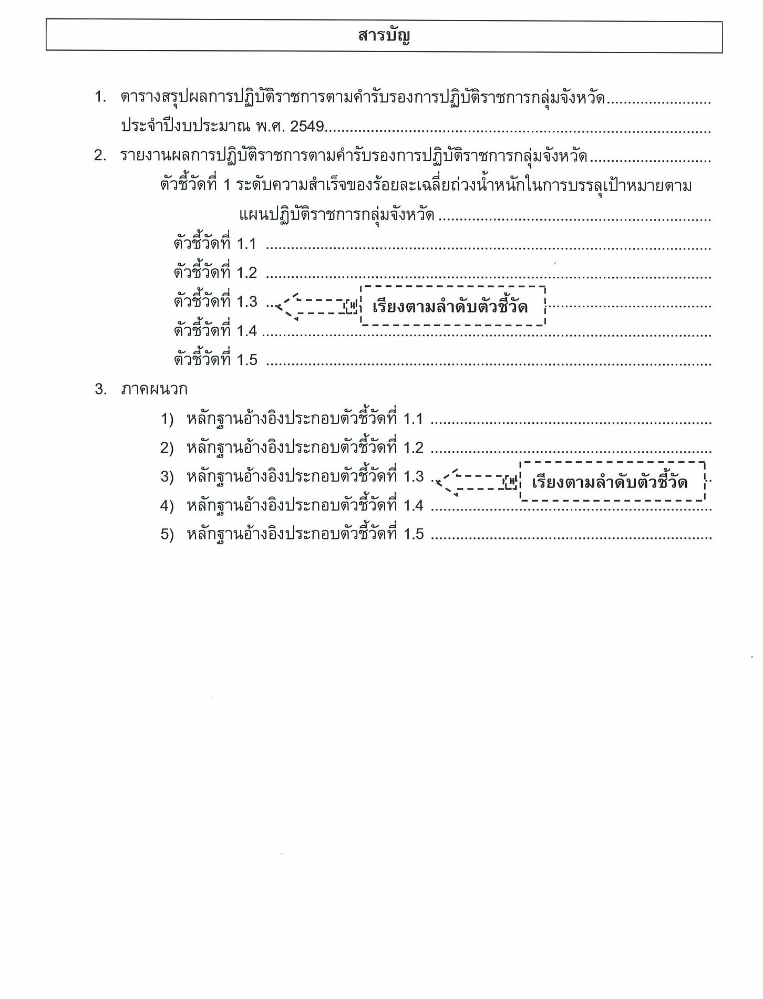 สารบัญ
1. ตารางสรุปผลการปฏิบัติราชการตามคำรับรองการปฏิบัติราชการกลุ่มจังหวัด.........................
ประจำปีงบประมาณ พ.ศ. 2549............................................................................................
2. รายงานผลการปฏิบัติราชการตามคำรับรองการปฏิบัติราชการกลุ่มจังหวัด.............................
ตัวชี้วัดที่ 1 ระดับความสำเร็จของร้อยละเฉลี่ยถ่วงน้ำหนักในการบรรลุเป้าหมายตาม
แผนปฏิบัติราชการกลุ่มจังหวัด .................................................................
ตัวชี้วัดที่ 1.1 ..........................................................................................................
ตัวชี้วัดที่ 1.2 ..........................................................................................................
ตัวชี้วัดที่ 1.3 ... เรียงตามลำดับตัวชี้วัด .......................................
ตัวชี้วัดที่ 1.4 ...........................................................................................................
ตัวชี้วัดที่ 1.5 ..........................................................................................................
3. ภาคผนวก
1) หลักฐานอ้างอิงประกอบตัวชี้วัดที่ 1.1 ...................................................................
2) หลักฐานอ้างอิงประกอบตัวชี้วัดที่ 1.2 ...................................................................
3) หลักฐานอ้างอิงประกอบตัวชี้วัดที่ 1.3 .. เรียงตามลำดับตัวชี้วัด ..
4) หลักฐานอ้างอิงประกอบตัวชี้วัดที่ 1.4 ...................................................................
5) หลักฐานอ้างอิงประกอบตัวชี้วัดที่ 1.5 ...................................................................